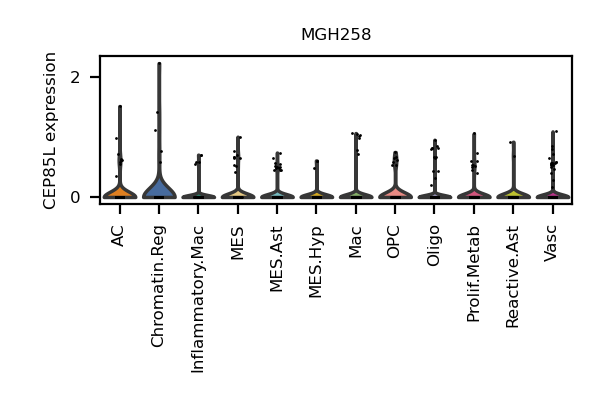 MGH258
CEP85L expression
2
0
AC
Chromatin.Reg
Inflammatory.Mac
MES
MES.Ast
MES.Hyp
Mac
OPC
Oligo
Prolif.Metab
Reactive.Ast
Vasc